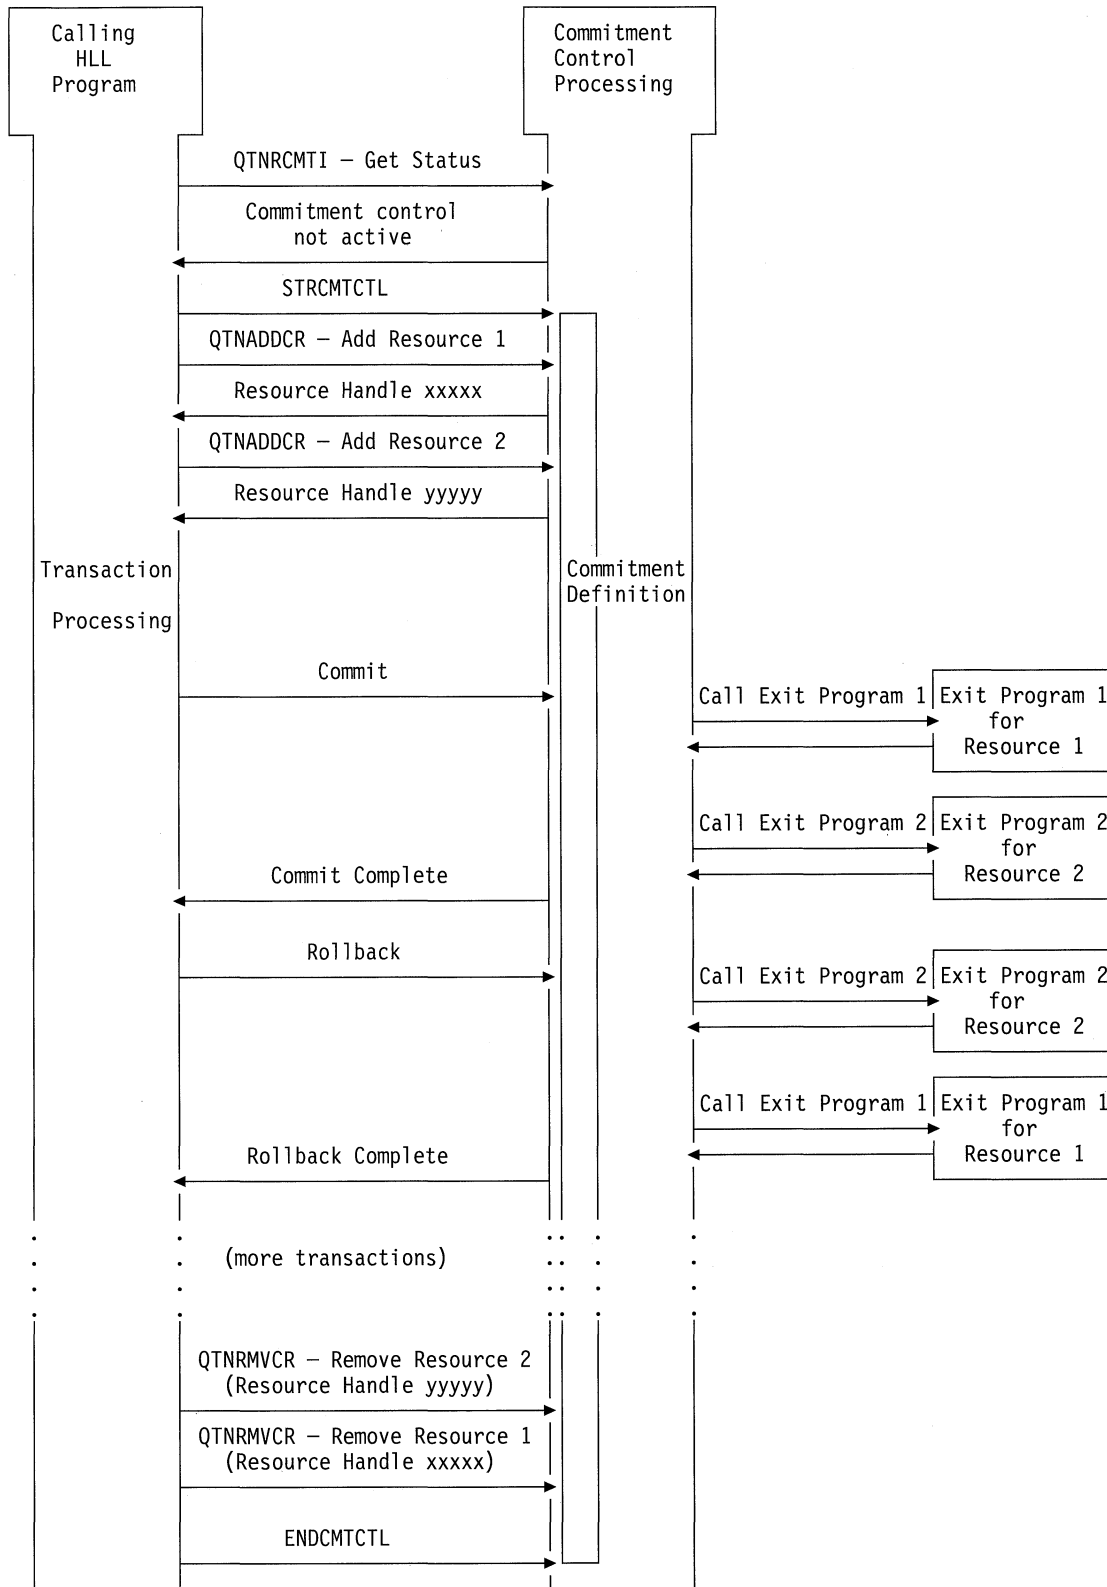 Calling
HLL
Program
Commitment
Control
Processing
QTNRCMTI — Get Status
Commitment control
not active
STRCMTCTL
QTNADDCR — Add Resource 1
Resource Handle xxxxx
QTNADDCR — Add Resource 2
Resource Handle yyyyy
Transaction
Processing
Commitment
Definition
Commit
Call Exit Program 1
Exit Program 1
for
Resource 1
Call Exit Program 2
Exit Program 2
for
Resource 2
Commit Complete
Rollback
Call Exit Program 2
Exit Program 2
for
Resource 2
Call Exit Program 1
Exit Program 1
for
Resource 1
Rollback Complete
(more transactions)
QTNRMVCR — Remove Resource 2
(Resource Handle yyyyy)
QTNRMVCR — Remove Resource 1
(Resource Handle xxxxx)
ENDCMTCTL